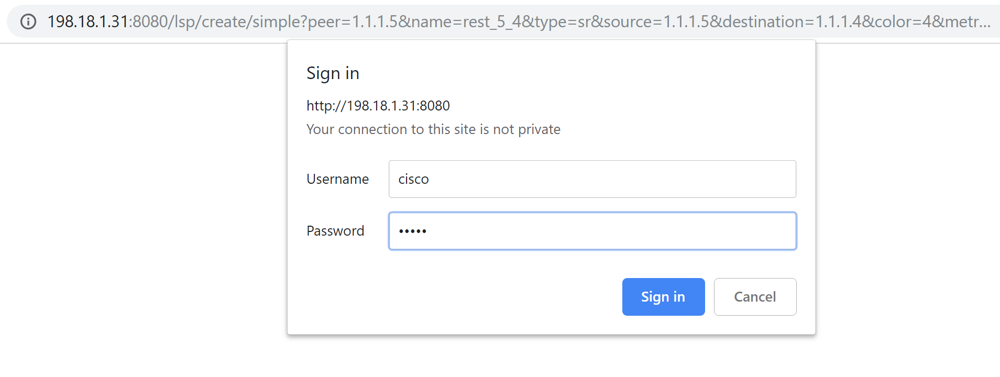 198.18.1.31:8080/lsp/create/simple?peer=1.1.1.5&name=rest_5_4&type=sr&source=1.1.1.5&destination=1.1.1.4&color=4&metr...
Sign in
http://198.18.1.31:8080
Your connection to this site is not private
Username cisco
Password •••••
Sign in Cancel